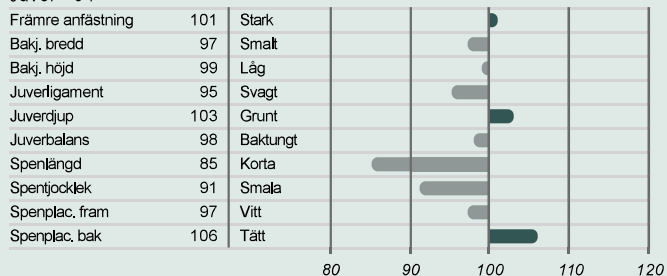 Främre anfästning 101 Stark
Bakj. bredd 97 Smalt
Bakj. höjd 99 Låg
Juverligament 95 Svagt
Juverdjup 103 Grunt
Juverbalans 98 Baktungt
Spenlängd 85 Korta
Spentjocklek 91 Smala
Spenplac. fram 97 Vitt
Spenplac. bak 106 Tätt
80 90 100 110 120